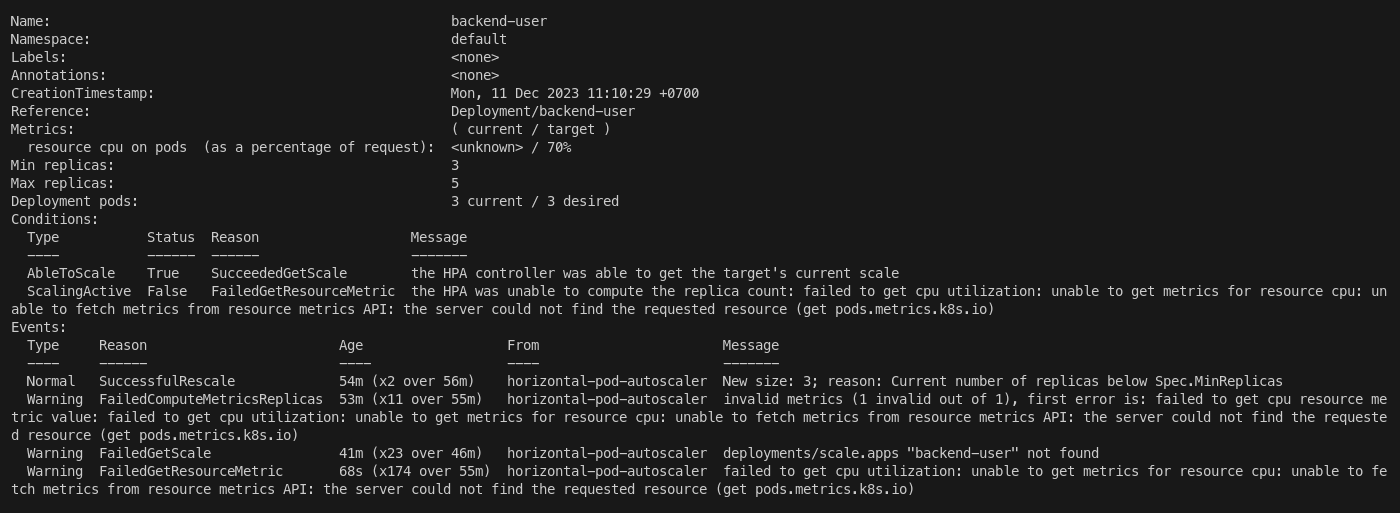 Name:                                                  backend-user
Namespace:                                             default
Labels:                                                <none>
Annotations:                                           <none>
CreationTimestamp:                                     Mon, 11 Dec 2023 11:10:29 +0700
Reference:                                             Deployment/backend-user
Metrics:                                               ( current / target )
  resource cpu on pods  (as a percentage of request):  <unknown> / 70%
Min replicas:                                          3
Max replicas:                                          5
Deployment pods:                                       3 current / 3 desired
Conditions:
  Type           Status  Reason                   Message
  ----           ------  ------                   -------
  AbleToScale    True    SucceededGetScale        the HPA controller was able to get the target's current scale
  ScalingActive  False   FailedGetResourceMetric  the HPA was unable to compute the replica count: failed to get cpu utilization: unable to get metrics for resource cpu: un
able to fetch metrics from resource metrics API: the server could not find the requested resource (get pods.metrics.k8s.io)
Events:
  Type     Reason                        Age                  From                       Message
  ----     ------                        ----                 ----                       -------
  Normal   SuccessfulRescale             54m (x2 over 56m)    horizontal-pod-autoscaler  New size: 3; reason: Current number of replicas below Spec.MinReplicas
  Warning  FailedComputeMetricsReplicas  53m (x11 over 55m)   horizontal-pod-autoscaler  invalid metrics (1 invalid out of 1), first error is: failed to get cpu resource me
tric value: failed to get cpu utilization: unable to get metrics for resource cpu: unable to fetch metrics from resource metrics API: the server could not find the requeste
d resource (get pods.metrics.k8s.io)
  Warning  FailedGetScale                41m (x23 over 46m)   horizontal-pod-autoscaler  deployments/scale.apps "backend-user" not found
  Warning  FailedGetResourceMetric       68s (x174 over 55m)  horizontal-pod-autoscaler  failed to get cpu utilization: unable to get metrics for resource cpu: unable to fe
tch metrics from resource metrics API: the server could not find the requested resource (get pods.metrics.k8s.io)